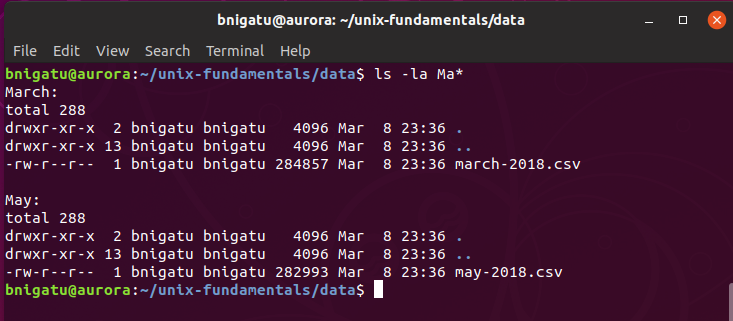 bnigatu@aurora: ~/unix-fundamentals/data
File Edit View Search Terminal Help
bnigatu@aurora:~/unix-fundamentals/data$ ls -la Ma*
March:
total 288
drwxr-xr-x  2 bnigatu bnigatu   4096 Mar  8 23:36 .
drwxr-xr-x 13 bnigatu bnigatu   4096 Mar  8 23:36 ..
-rw-r--r--  1 bnigatu bnigatu 284857 Mar  8 23:36 march-2018.csv

May:
total 288
drwxr-xr-x  2 bnigatu bnigatu   4096 Mar  8 23:36 .
drwxr-xr-x 13 bnigatu bnigatu   4096 Mar  8 23:36 ..
-rw-r--r--  1 bnigatu bnigatu 282993 Mar  8 23:36 may-2018.csv
bnigatu@aurora:~/unix-fundamentals/data$